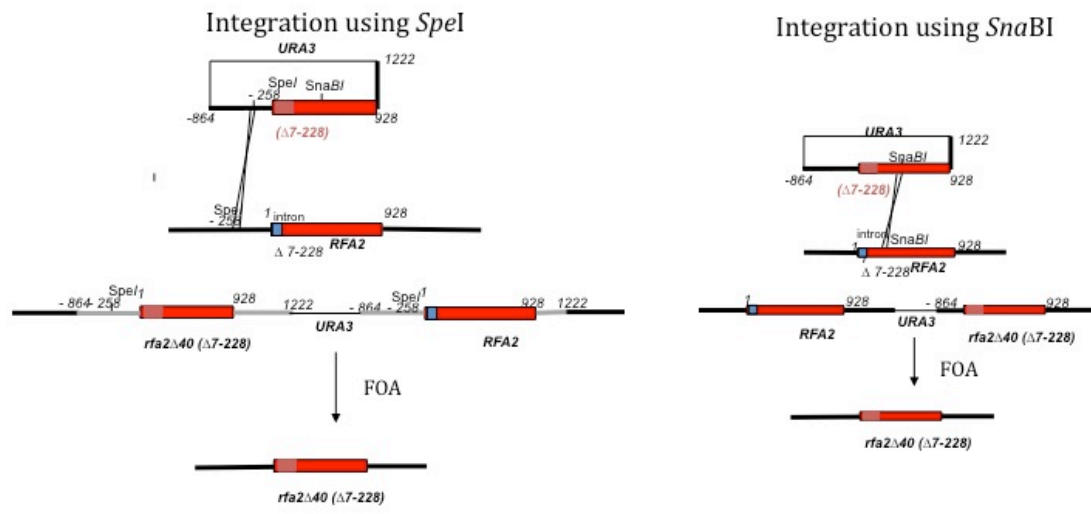 Integration using SpeI
URA3
1222
SpeI
SnaBI
- 258
-864
928
(Δ7-228)
SpeI
- 258
1
intron
928
Δ 7-228
RFA2
- 864
- 258
SpeI
1
928
1222
- 864
- 258
SpeI
1
928
1222
URA3
rfa2Δ40 (Δ7-228)
RFA2
FOA
rfa2Δ40 (Δ7-228)
Integration using SnaBI
URA3
1222
SnaBI
-864
928
(Δ7-228)
intron
1
SnaBI
928
Δ 7-228
RFA2
1
928
- 864
928
RFA2
URA3
rfa2Δ40 (Δ7-228)
FOA
rfa2Δ40 (Δ7-228)